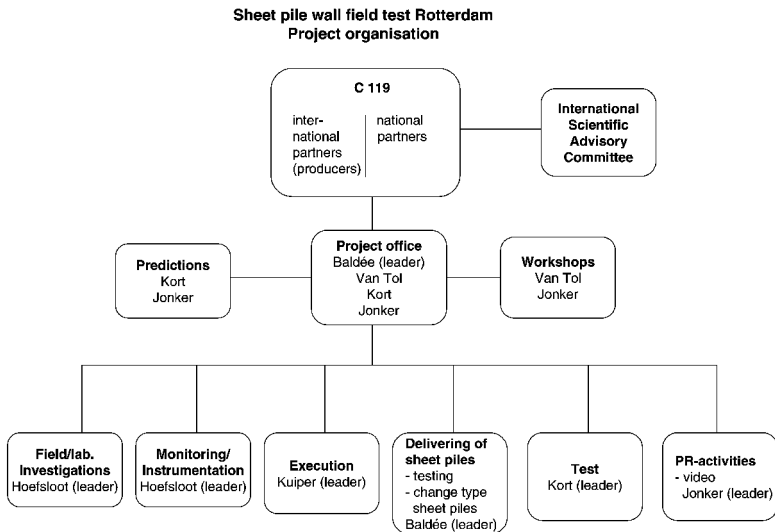 Sheet pile wall field test Rotterdam
Project organisation
C 119
inter-
national
partners
(producers)
national
partners
International
Scientific
Advisory
Committee
Predictions
Kort
Jonker
Project office
Baldée (leader)
Van Tol
Kort
Jonker
Workshops
Van Tol
Jonker
Field/lab.
Investigations
Hoefsloot (leader)
Monitoring/
Instrumentation
Hoefsloot (leader)
Execution
Kuiper (leader)
Delivering of
sheet piles
- testing
- change type
sheet piles
Baldée (leader)
Test
Kort (leader)
PR-activities
- video
Jonker (leader)